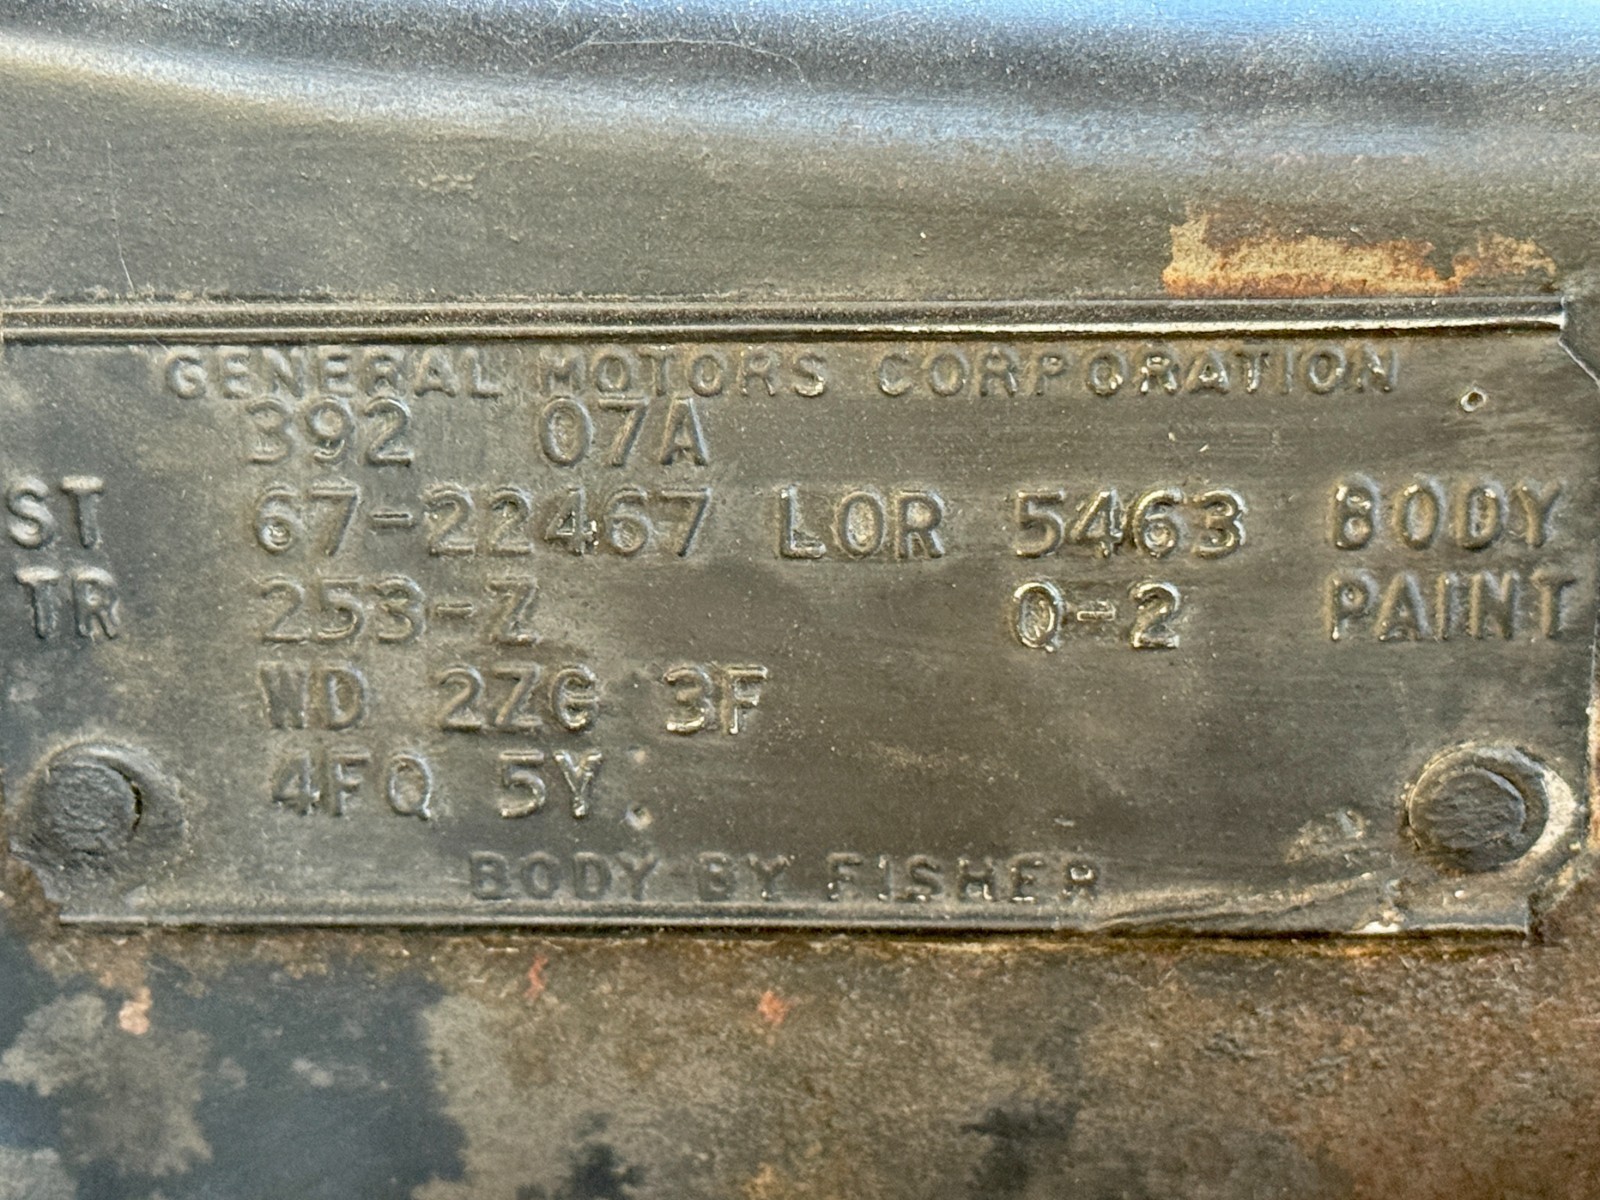 GENERAL MOTORS CORPORATION
392 07A
ST 67-22467 LOR 5463 BODY
TR 253-Z Q-2 PAINT
WD 2ZG 3F
4FQ 5Y
BODY BY FISHER